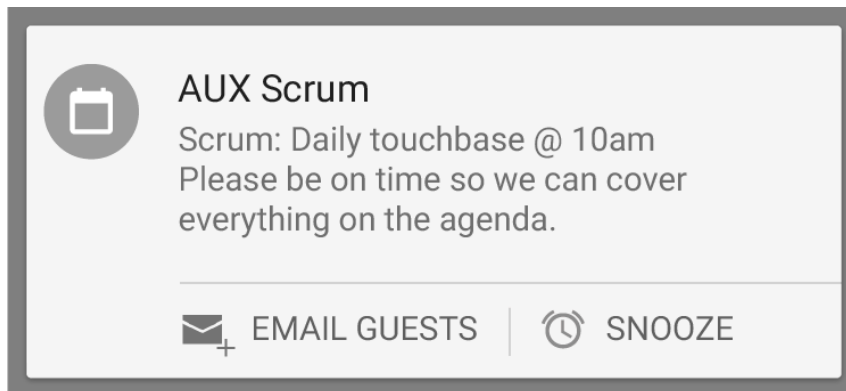 AUX Scrum
Scrum: Daily touchbase @ 10am
Please be on time so we can cover
everything on the agenda.
EMAIL GUESTS
SNOOZE